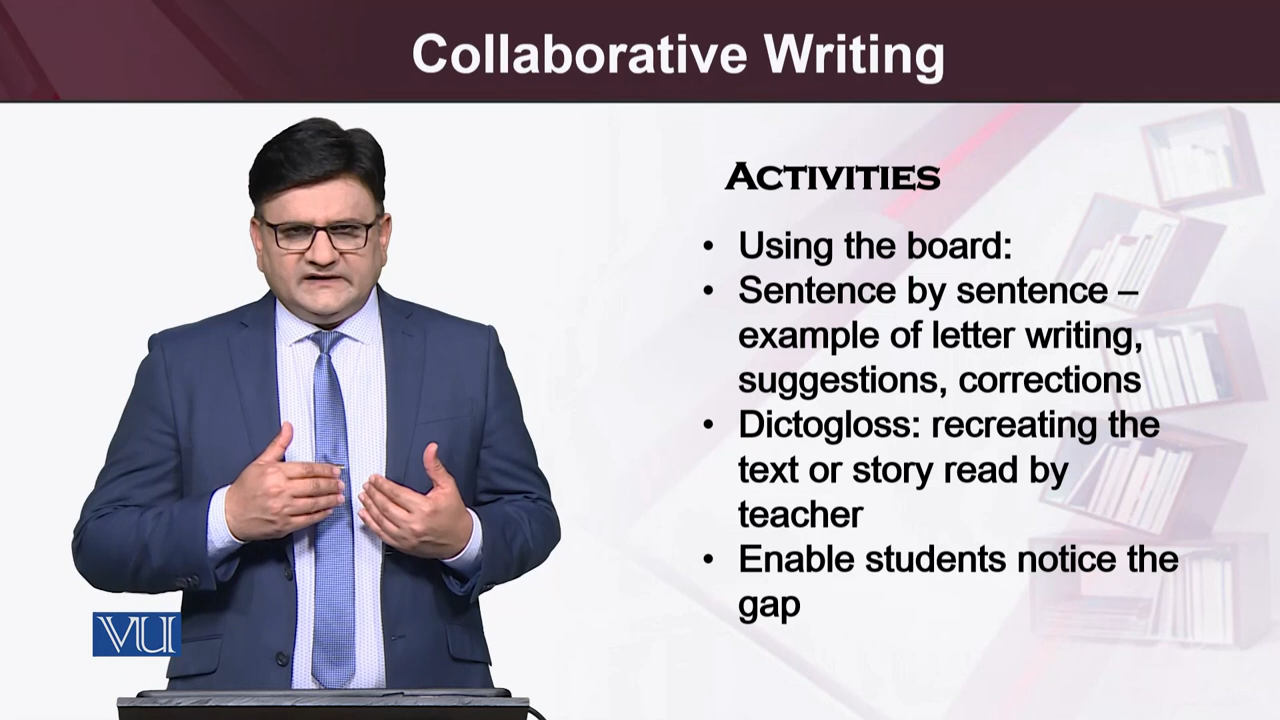 Collaborative Writing
ACTIVITIES
• Using the board:
• Sentence by sentence –
example of letter writing,
suggestions, corrections
• Dictogloss: recreating the
text or story read by
teacher
• Enable students notice the
gap
VU